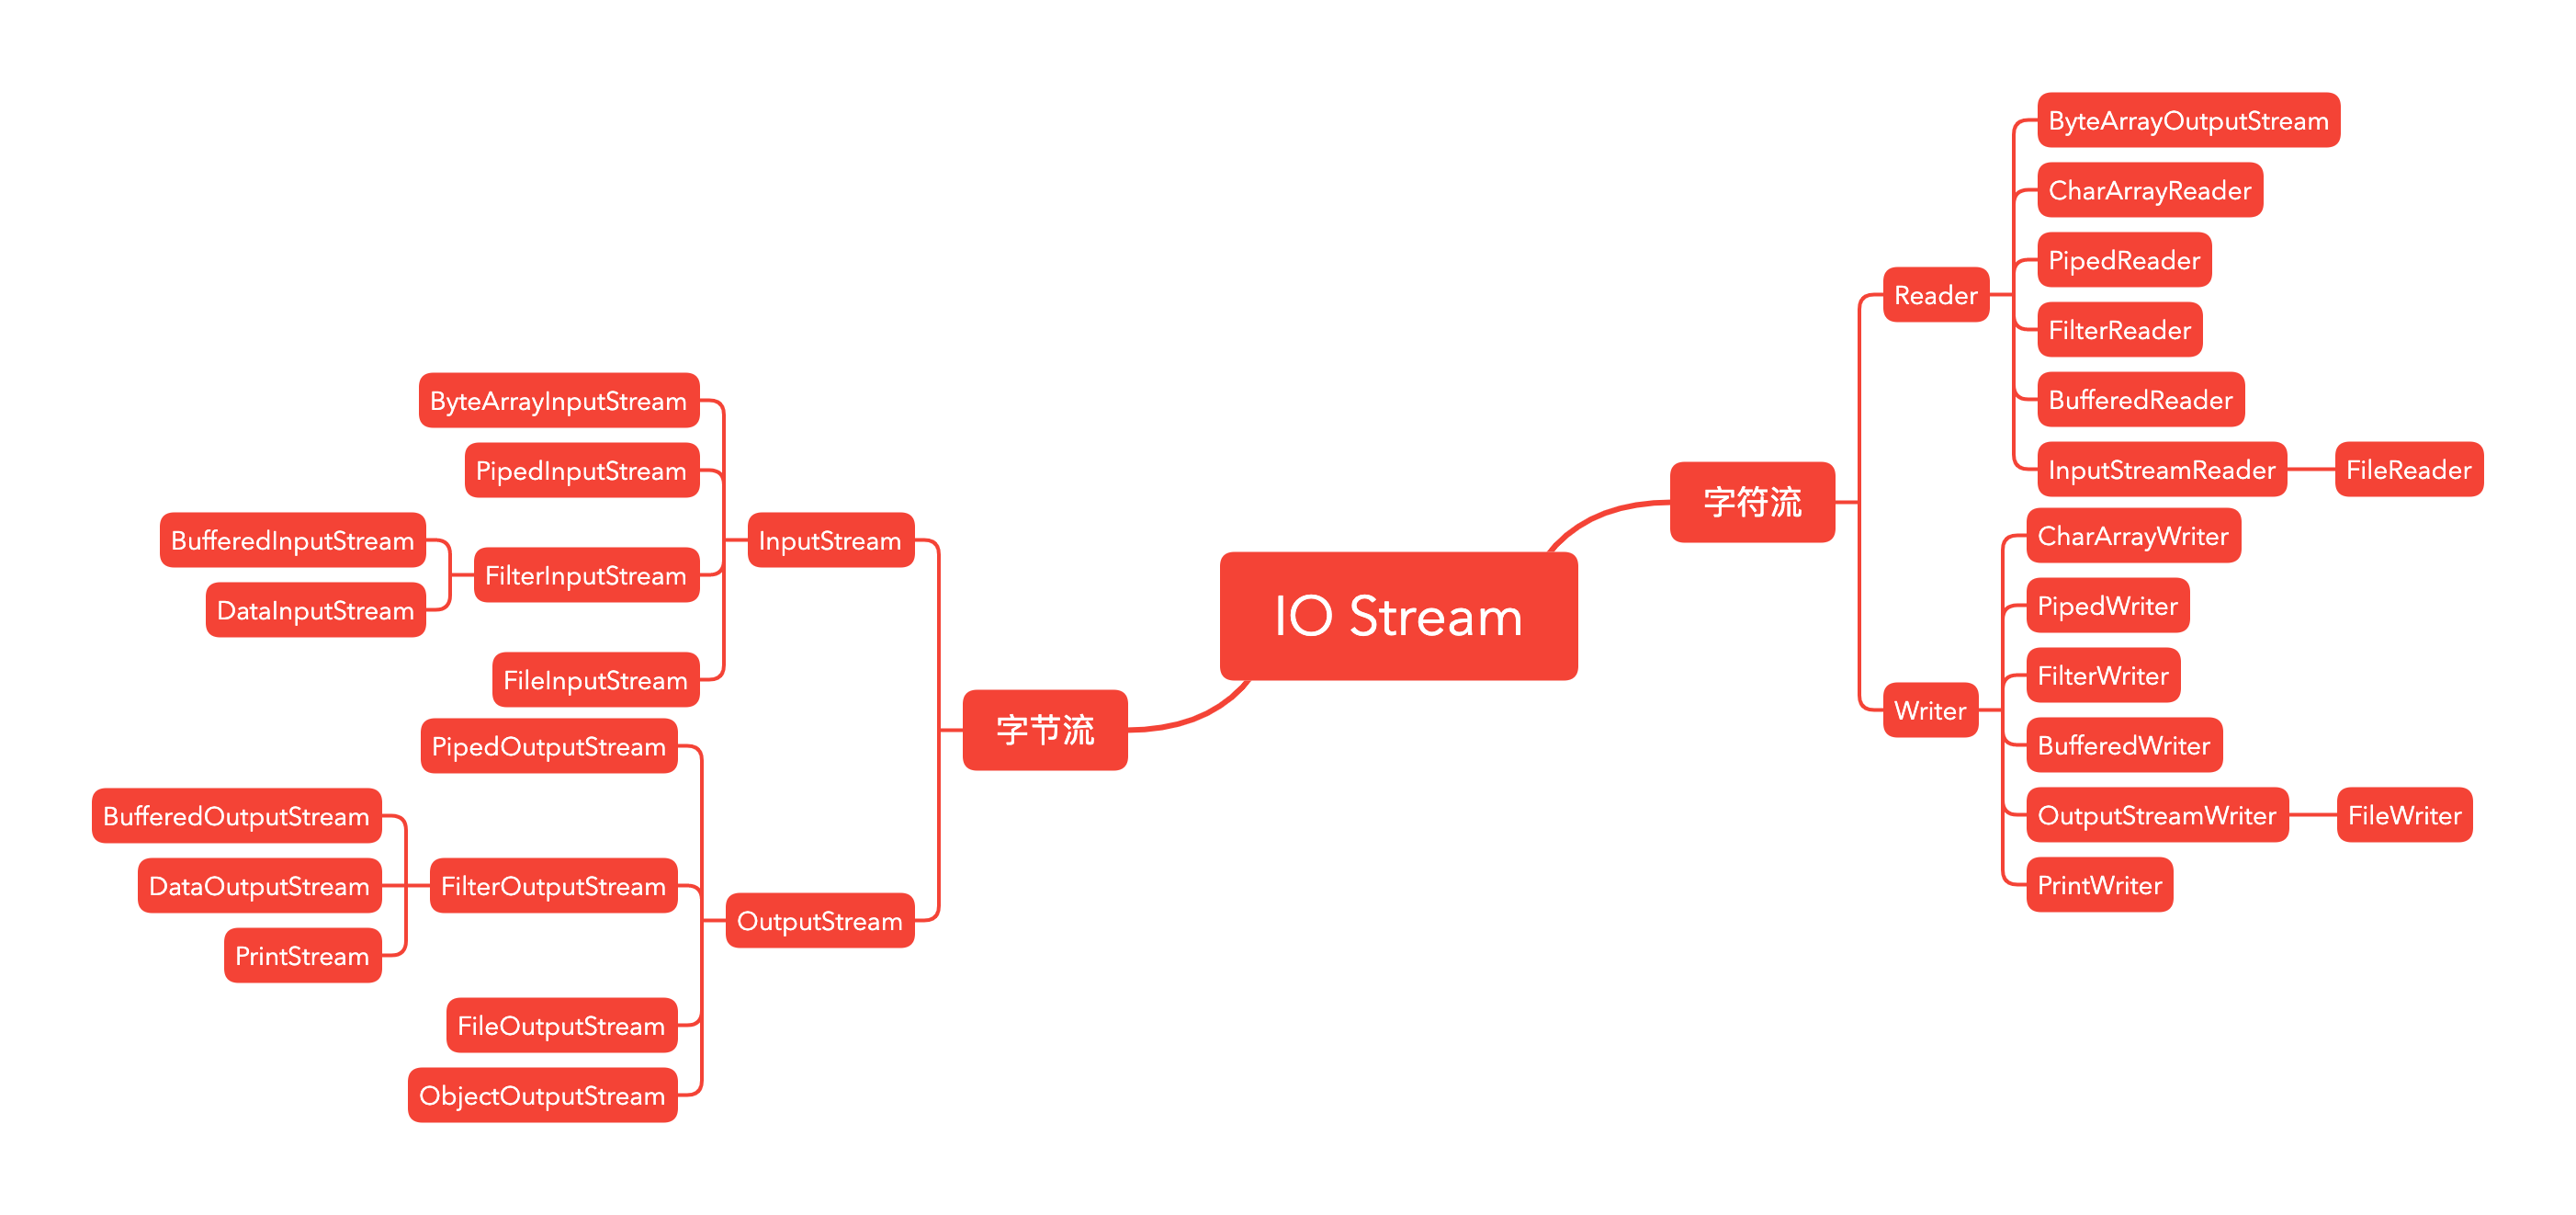 IO Stream
字符流
Reader
ByteArrayOutputStream
CharArrayReader
PipedReader
FilterReader
BufferedReader
InputStreamReader
FileReader
Writer
CharArrayWriter
PipedWriter
FilterWriter
BufferedWriter
OutputStreamWriter
FileWriter
PrintWriter
字节流
InputStream
ByteArrayInputStream
PipedInputStream
FilterInputStream
BufferedInputStream
DataInputStream
FileInputStream
OutputStream
PipedOutputStream
FilterOutputStream
BufferedOutputStream
DataOutputStream
PrintStream
FileOutputStream
ObjectOutputStream